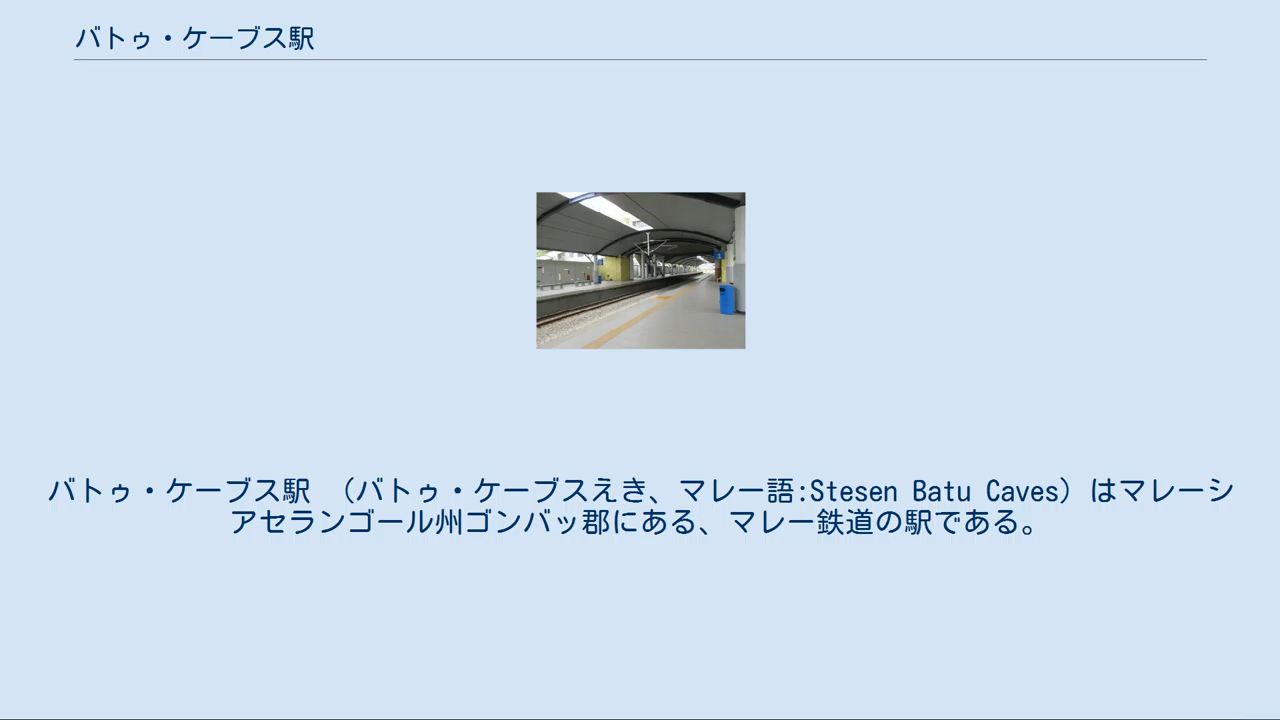 バトゥ・ケーブス駅
バトゥ・ケーブス駅 （バトゥ・ケーブスえき、マレー語:Stesen Batu Caves）はマレーシ
アセランゴール州ゴンバッ郡にある、マレー鉄道の駅である。